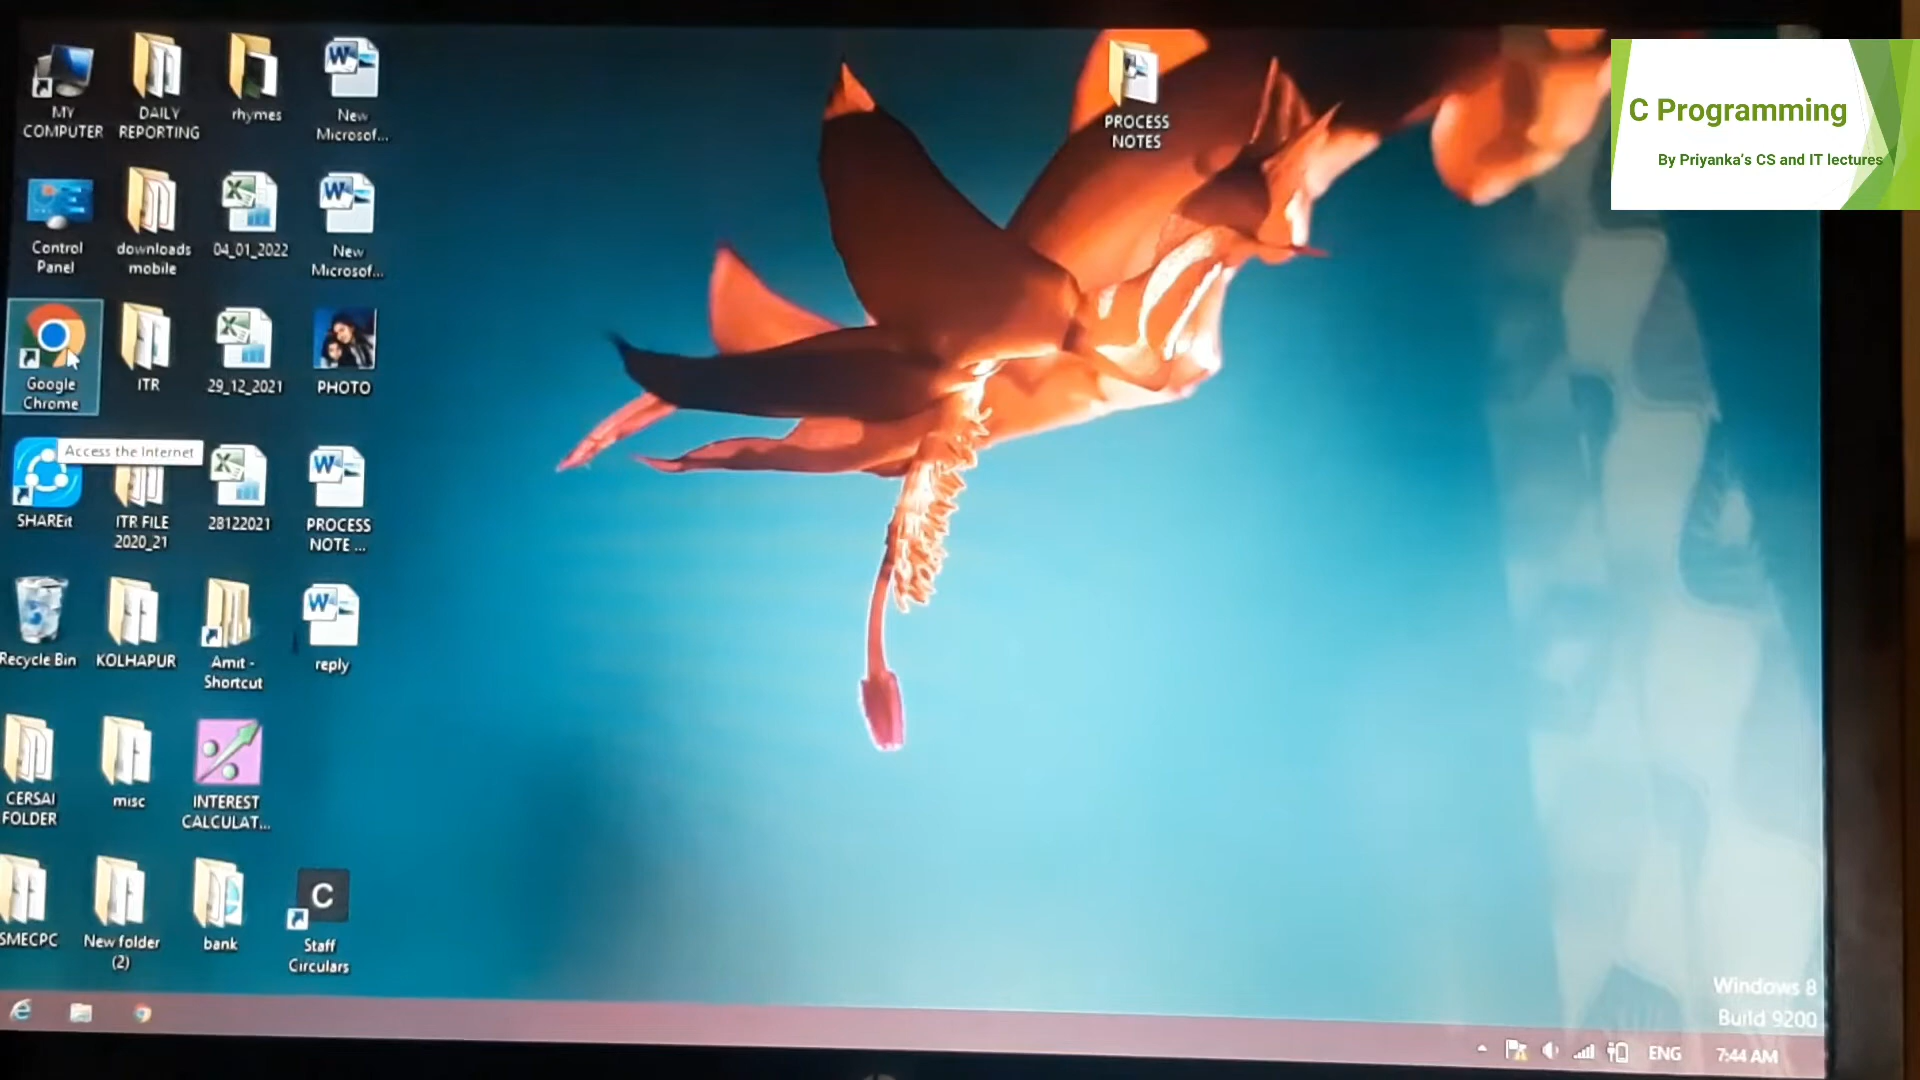 MY
COMPUTER
DAILY
REPORTING
rhymes
New
Microsof...
PROCESS
NOTES
C Programming
By Priyanka's CS and IT lectures
Control
Panel
downloads
mobile
04_01_2022
New
Microsof...
Google
Chrome
ITR
29_12_2021
PHOTO
Access the Internet
SHAREit
ITR FILE
2020_21
28122021
PROCESS
NOTE ...
Recycle Bin
KOLHAPUR
Amit -
Shortcut
reply
CERSAI
FOLDER
misc
INTEREST
CALCULAT...
SMECPC
New folder
(2)
bank
C
Staff
Circulars
Windows 8
Build 9200
ENG
7:44 AM